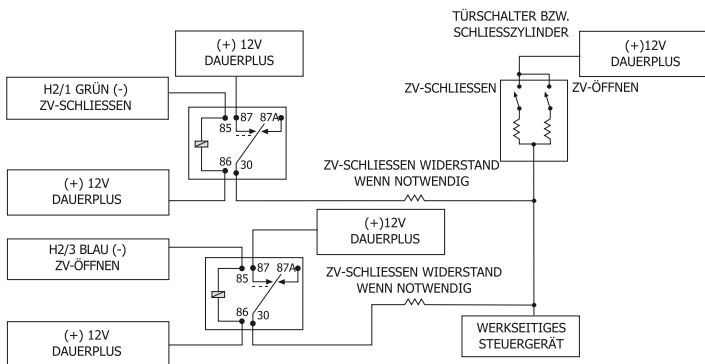 TÜRSCHALTER BZW.
SCHLIESSZYLINDER
(+) 12V
DAUERPLUS
(+)12V
DAUERPLUS
H2/1 GRÜN (-)
ZV-SCHLIESSEN
ZV-SCHLIESSEN
ZV-ÖFFNEN
85
87
87A
86
30
(+) 12V
DAUERPLUS
ZV-SCHLIESSEN WIDERSTAND
WENN NOTWENDIG
(+)12V
DAUERPLUS
H2/3 BLAU (-)
ZV-ÖFFNEN
85
87
87A
86
30
ZV-SCHLIESSEN WIDERSTAND
WENN NOTWENDIG
(+) 12V
DAUERPLUS
WERKSEITIGES
STEUERGERÄT